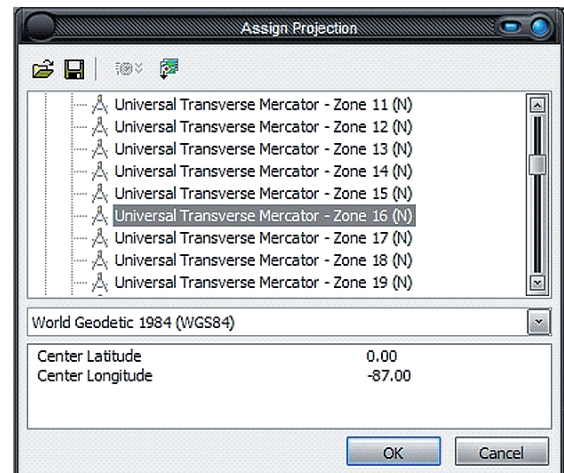 Assign Projection
Universal Transverse Mercator - Zone 11 (N)
Universal Transverse Mercator - Zone 12 (N)
Universal Transverse Mercator - Zone 13 (N)
Universal Transverse Mercator - Zone 14 (N)
Universal Transverse Mercator - Zone 15 (N)
Universal Transverse Mercator - Zone 16 (N)
Universal Transverse Mercator - Zone 17 (N)
Universal Transverse Mercator - Zone 18 (N)
Universal Transverse Mercator - Zone 19 (N)
World Geodetic 1984 (WGS84)
Center Latitude 0.00
Center Longitude -87.00
OK Cancel